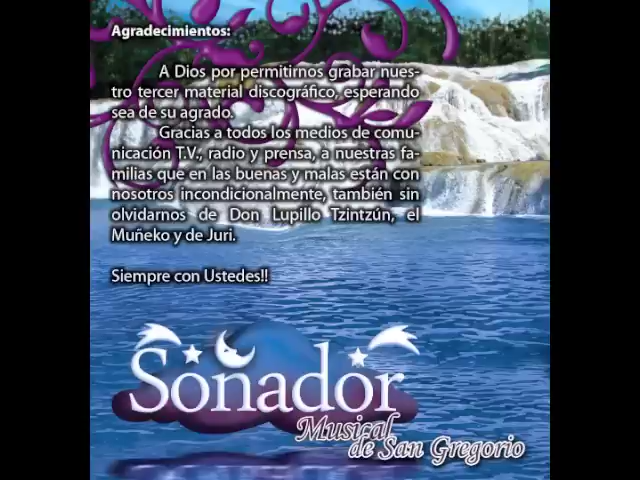 Agradecimientos:
A Dios por permitirnos grabar nues-
tro tercer material discográfico, esperando
sea de su agrado.
Gracias a todos los medios de comu-
nicación T.V., radio y prensa, a nuestras fa-
milias que en las buenas y malas están con
nosotros incondicionalmente, también sin
olvidarnos de Don Lupillo Tzintzún, el
Muñeko y de Juri.
Siempre con Ustedes!!
Soñador
Musical
de San Gregorio